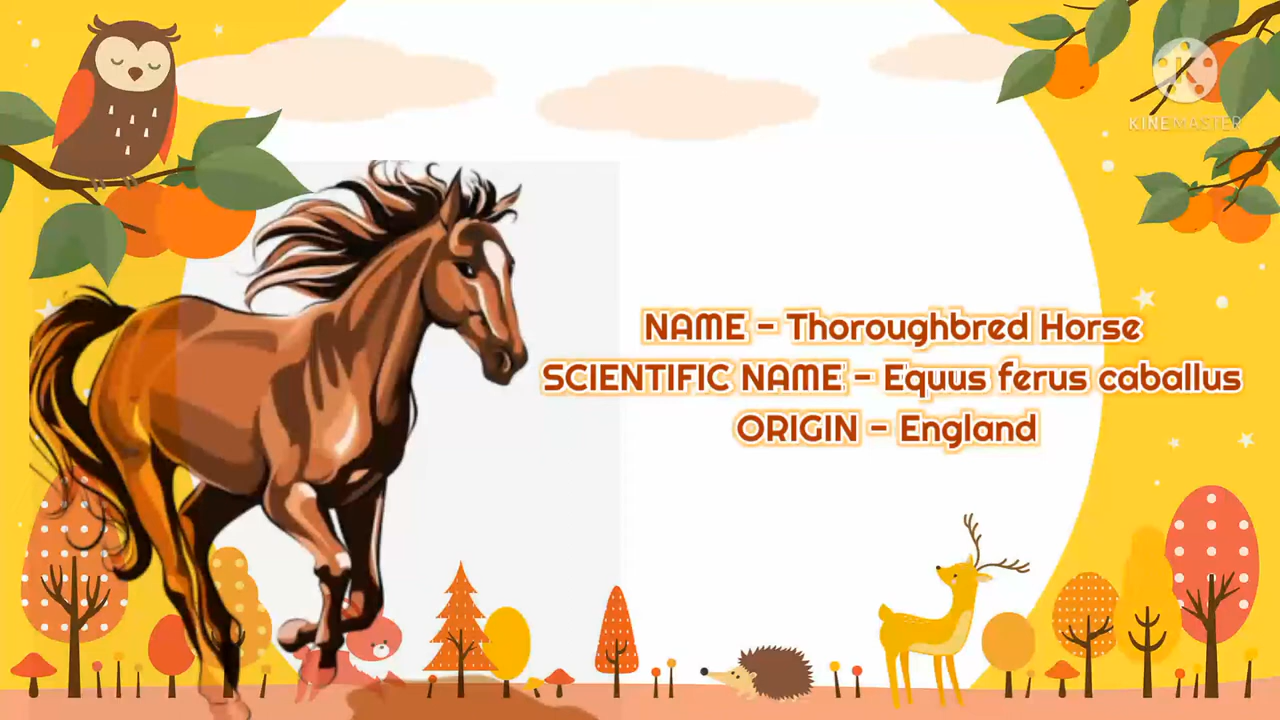 K
KINEMASTER
NAME - Thoroughbred Horse
SCIENTIFIC NAME - Equus ferus caballus
ORIGIN - England